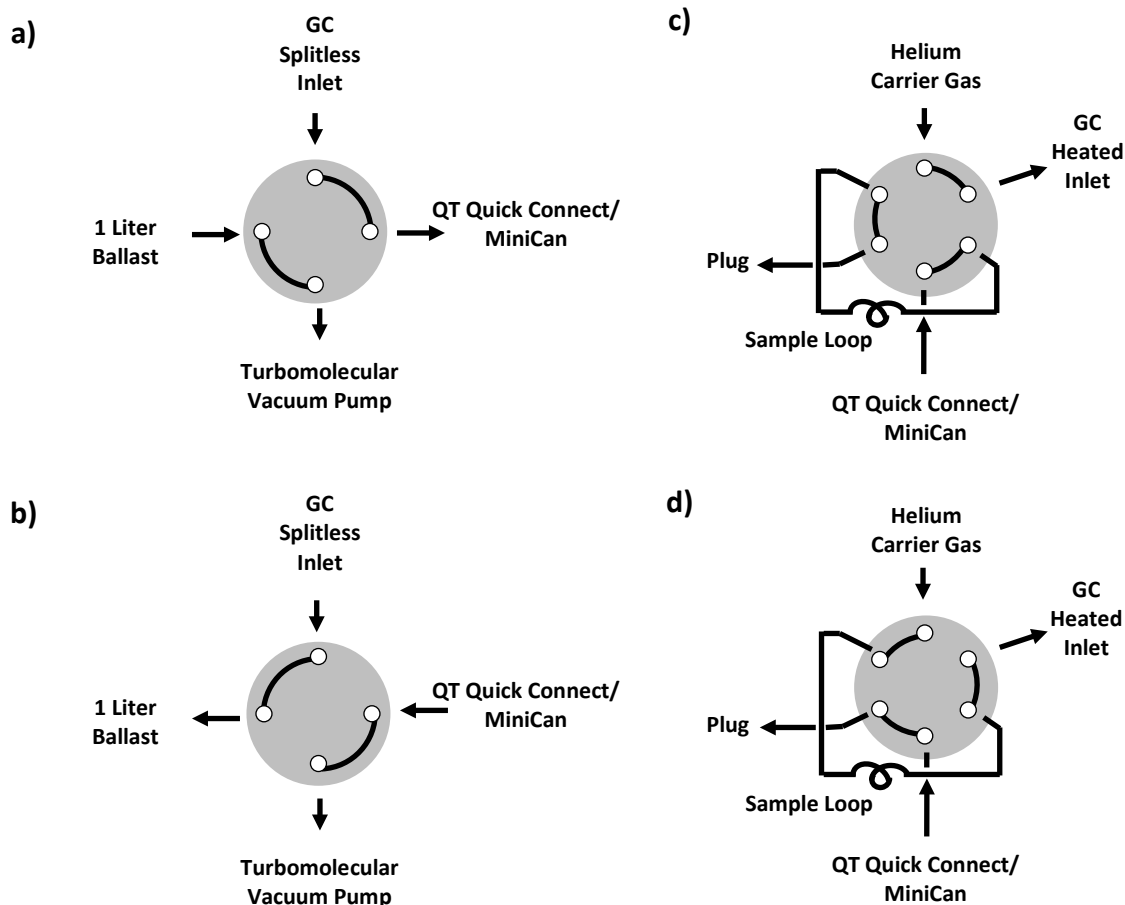 a)
GC
Splitless
Inlet
1 Liter
Ballast
QT Quick Connect/
MiniCan
Turbomolecular
Vacuum Pump
b)
GC
Splitless
Inlet
1 Liter
Ballast
QT Quick Connect/
MiniCan
Turbomolecular
Vacuum Pump
c)
Helium
Carrier Gas
GC
Heated
Inlet
Plug
Sample Loop
QT Quick Connect/
MiniCan
d)
Helium
Carrier Gas
GC
Heated
Inlet
Plug
Sample Loop
QT Quick Connect/
MiniCan